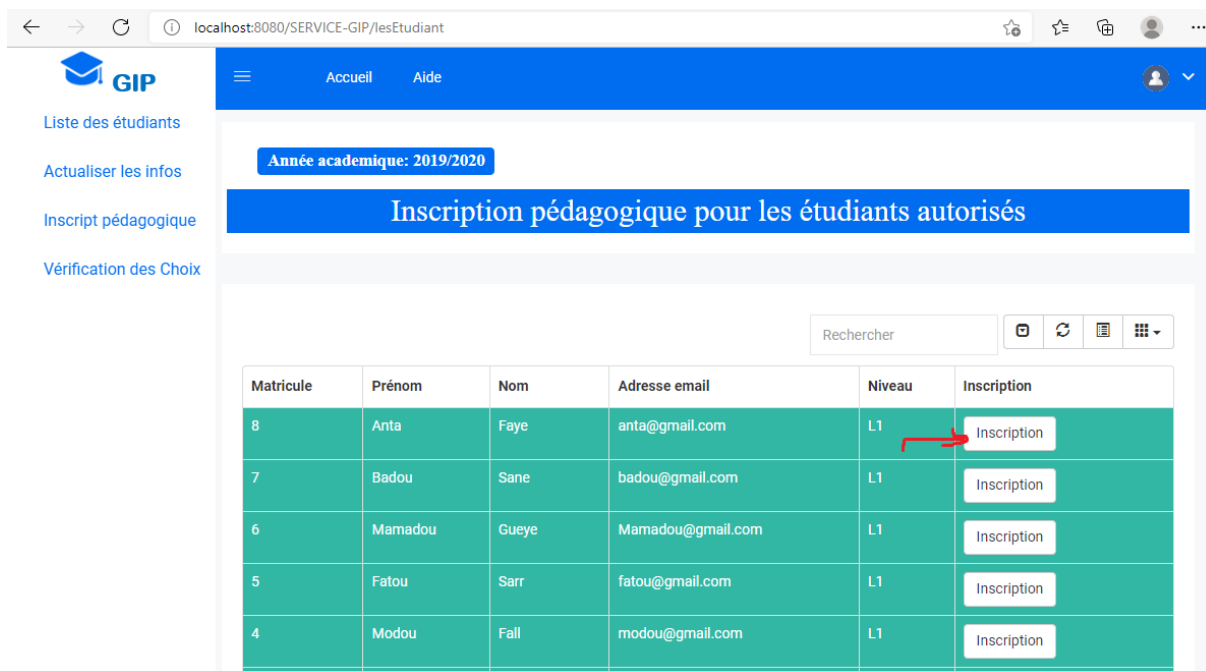 localhost:8080/SERVICE-GIP/lesEtudiant
GIP
Accueil Aide
Liste des étudiants
Actualiser les infos
Inscript pédagogique
Vérification des Choix
Année academique: 2019/2020
Inscription pédagogique pour les étudiants autorisés
Rechercher
Matricule Prénom Nom Adresse email Niveau Inscription
8 Anta Faye anta@gmail.com L1 Inscription
7 Badou Sane badou@gmail.com L1 Inscription
6 Mamadou Gueye Mamadou@gmail.com L1 Inscription
5 Fatou Sarr fatou@gmail.com L1 Inscription
4 Modou Fall modou@gmail.com L1 Inscription